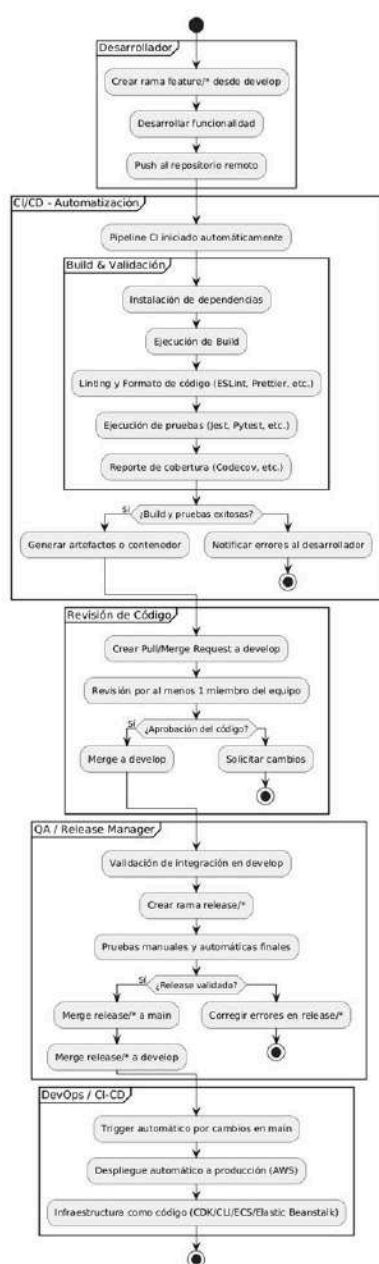 Desarrollador
Crear rama feature/* desde develop
Desarrollar funcionalidad
Push al repositorio remoto
CI/CD - Automatización
Pipeline CI iniciado automáticamente
Build & Validación
Instalación de dependencias
Ejecución de Build
Linting y Formato de código (ESLint, Prettier, etc.)
Ejecución de pruebas (Jest, Pytest, etc.)
Reporte de cobertura (Codecov, etc.)
Sí
¿Build y pruebas exitosas?
Generar artefactos o contenedor
Notificar errores al desarrollador
Revisión de Código
Crear Pull/Merge Request a develop
Revisión por al menos 1 miembro del equipo
Sí
¿Aprobación del código?
Merge a develop
Solicitar cambios
QA / Release Manager
Validación de integración en develop
Crear rama release/*
Pruebas manuales y automáticas finales
Sí
¿Release validada?
Merge release/* a main
Corregir errores en release/*
Merge release/* a develop
DevOps / CI-CD
Trigger automático por cambios en main
Despliegue automático a producción (AWS)
Infraestructura como código (CDK/CLI/ECS/Elastic Beanstalk)